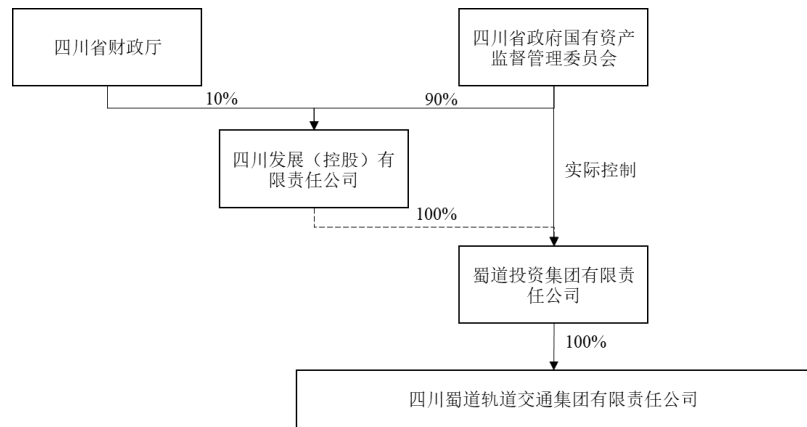 四川省财政厅
四川省政府国有资产
监督管理委员会
10%
90%
四川发展（控股）有
限责任公司
实际控制
100%
蜀道投资集团有限责
任公司
100%
四川蜀道轨道交通集团有限责任公司